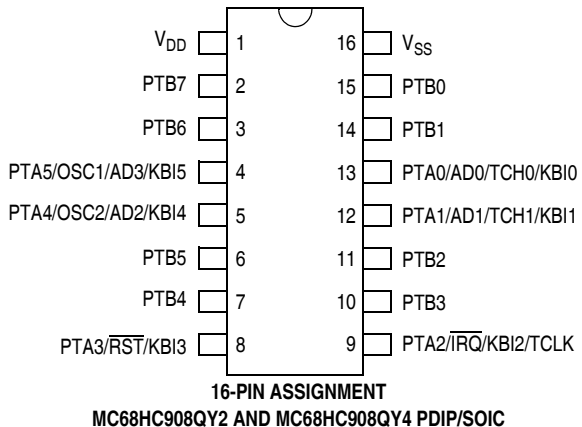 V_DD 1 16 V_SS
PTB7 2 15 PTB0
PTB6 3 14 PTB1
PTA5/OSC1/AD3/KBI5 4 13 PTA0/AD0/TCH0/KBI0
PTA4/OSC2/AD2/KBI4 5 12 PTA1/AD1/TCH1/KBI1
PTB5 6 11 PTB2
PTB4 7 10 PTB3
PTA3/R̅S̅T̅/KBI3 8 9 PTA2/I̅R̅Q̅/KBI2/TCLK
16-PIN ASSIGNMENT
MC68HC908QY2 AND MC68HC908QY4 PDIP/SOIC